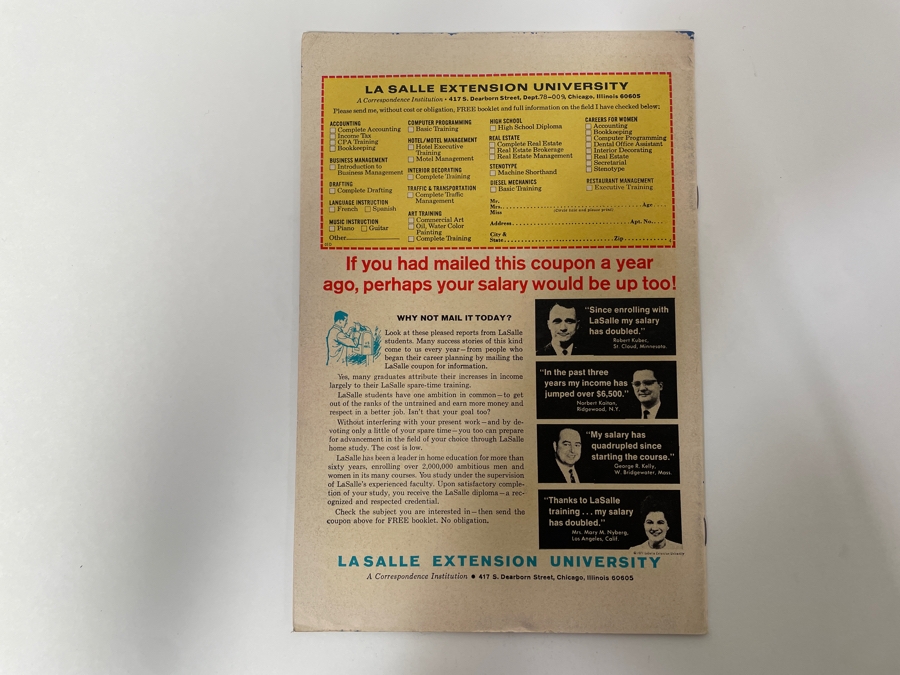 LA SALLE EXTENSION UNIVERSITY
A Correspondence Institution • 417 S. Dearborn Street, Dept. 78-009, Chicago, Illinois 60605
Please send me, without cost or obligation, FREE booklet and full information on the field I have checked below:
ACCOUNTING
Complete Accounting
Income Tax
CPA Training
Bookkeeping
BUSINESS MANAGEMENT
Introduction to
Business Management
DRAFTING
Complete Drafting
LANGUAGE INSTRUCTION
French Spanish
MUSIC INSTRUCTION
Piano Guitar
Other
COMPUTER PROGRAMMING
Basic Training
HOTEL/MOTEL MANAGEMENT
Hotel Executive
Training
Motel Management
INTERIOR DECORATING
Complete Training
TRAFFIC & TRANSPORTATION
Complete Traffic
Management
ART TRAINING
Commercial Art
Oil, Water Color
Painting
Complete Training
HIGH SCHOOL
High School Diploma
REAL ESTATE
Complete Real Estate
Real Estate Brokerage
Real Estate Management
STENOTYPE
Machine Shorthand
DIESEL MECHANICS
Basic Training
CAREERS FOR WOMEN
Accounting
Bookkeeping
Computer Programming
Dental Office Assistant
Interior Decorating
Real Estate
Secretarial
Stenotype
RESTAURANT MANAGEMENT
Executive Training
Mr.
Mrs. Age
Miss
(Circle title and please print)
Address Apt. No.
City &
State Zip
If you had mailed this coupon a year
ago, perhaps your salary would be up too!
WHY NOT MAIL IT TODAY?
Look at these pleased reports from LaSalle
students. Many success stories of this kind
come to us every year—from people who
began their career planning by mailing the
LaSalle coupon for information.
Yes, many graduates attribute their increases in income
largely to their LaSalle spare-time training.
LaSalle students have one ambition in common—to get
out of the ranks of the untrained and earn more money and
respect in a better job. Isn't that your goal too?
Without interfering with your present work—and by de-
voting only a little of your spare time—you too can prepare
for advancement in the field of your choice through LaSalle
home study. The cost is low.
LaSalle has been a leader in home education for more than
sixty years, enrolling over 2,000,000 ambitious men and
women in its many courses. You study under the supervision
of LaSalle's experienced faculty. Upon satisfactory comple-
tion of your study, you receive the LaSalle diploma—a rec-
ognized and respected credential.
Check the subject you are interested in—then send the
coupon above for FREE booklet. No obligation.
"Since enrolling with
LaSalle my salary
has doubled."
Robert Kubec,
St. Cloud, Minnesota.
"In the past three
years my income has
jumped over $6,500."
Norbert Kainan,
Ridgewood, N.Y.
"My salary has
quadrupled since
starting the course."
George R. Kelly,
W. Bridgewater, Mass.
"Thanks to LaSalle
training . . . my salary
has doubled."
Mrs. Mary M. Nyberg,
Los Angeles, Calif.
LA SALLE EXTENSION UNIVERSITY
A Correspondence Institution • 417 S. Dearborn Street, Chicago, Illinois 60605